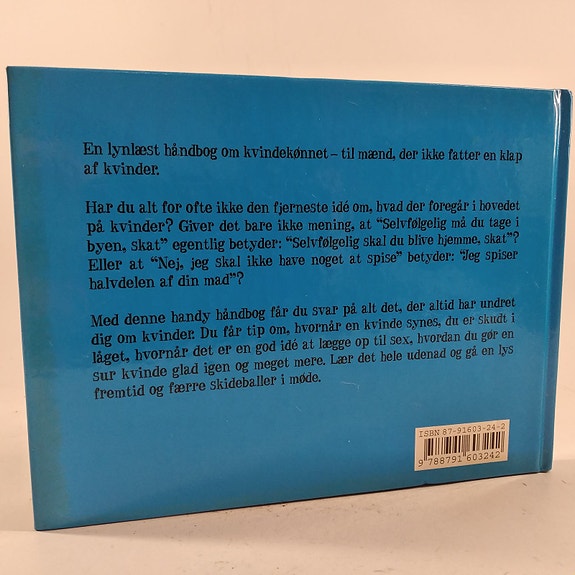 En lynlæst håndbog om kvindekønnet – til mænd, der ikke fatter en klap
af kvinder.
Har du alt for ofte ikke den fjerneste idé om, hvad der foregår i hovedet
på kvinder? Giver det bare ikke mening, at "Selvfølgelig må du tage i
byen, skat" egentlig betyder: "Selvfølgelig skal du blive hjemme, skat"?
Eller at "Nej, jeg skal ikke have noget at spise" betyder: "Jeg spiser
halvdelen af din mad"?
Med denne handy håndbog får du svar på alt det, der altid har undret
dig om kvinder. Du får tip om, hvornår en kvinde synes, du er skudt i
låget, hvornår det er en god idé at lægge op til sex, hvordan du gør en
sur kvinde glad igen og meget mere. Lær det hele udenad og gå en lys
fremtid og færre skideballer i møde.
ISBN 87-91603-24-2
9 788791 603242